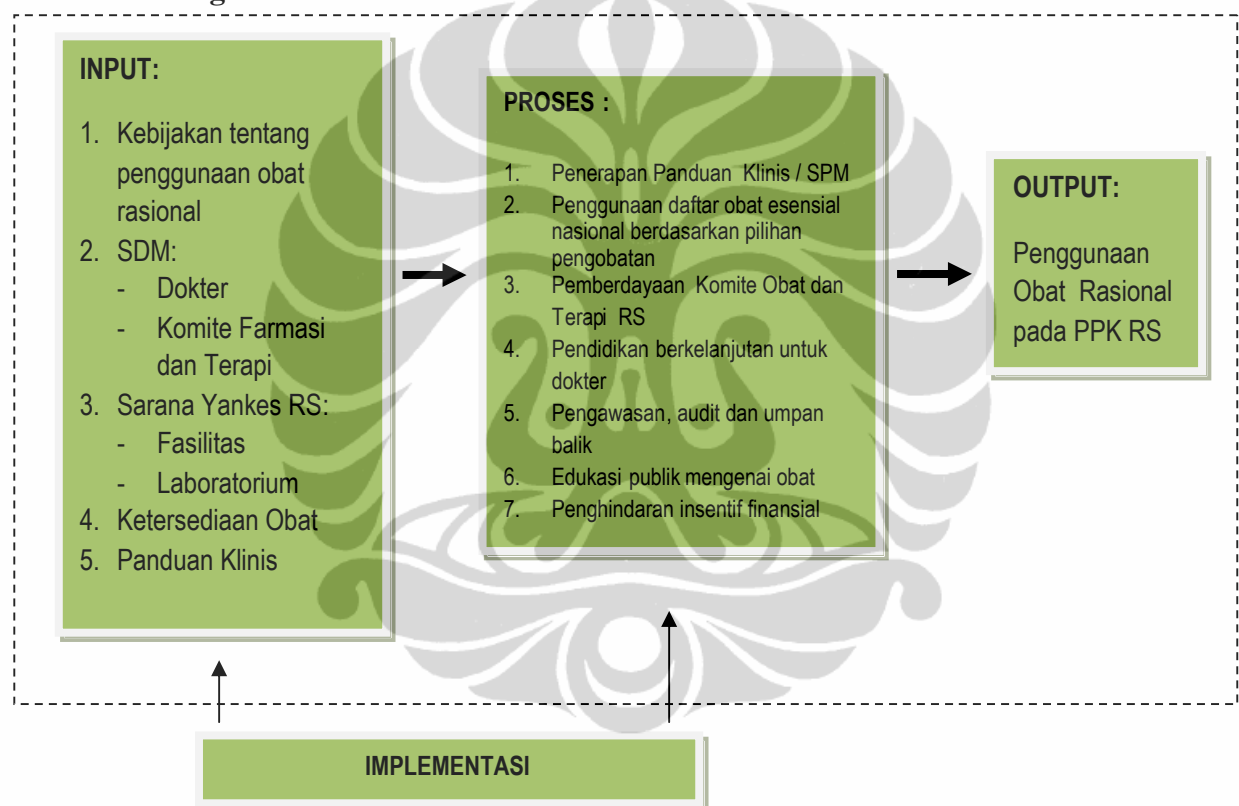 INPUT:
1. Kebijakan tentang
penggunaan obat
rasional
2. SDM:
- Dokter
- Komite Farmasi
dan Terapi
3. Sarana Yankes RS:
- Fasilitas
- Laboratorium
4. Ketersediaan Obat
5. Panduan Klinis
PROSES :
1. Penerapan Panduan Klinis / SPM
2. Penggunaan daftar obat esensial
nasional berdasarkan pilihan
pengobatan
3. Pemberdayaan Komite Obat dan
Terapi RS
4. Pendidikan berkelanjutan untuk
dokter
5. Pengawasan, audit dan umpan
balik
6. Edukasi publik mengenai obat
7. Penghindaran insentif finansial
OUTPUT:
Penggunaan
Obat Rasional
pada PPK RS
IMPLEMENTASI